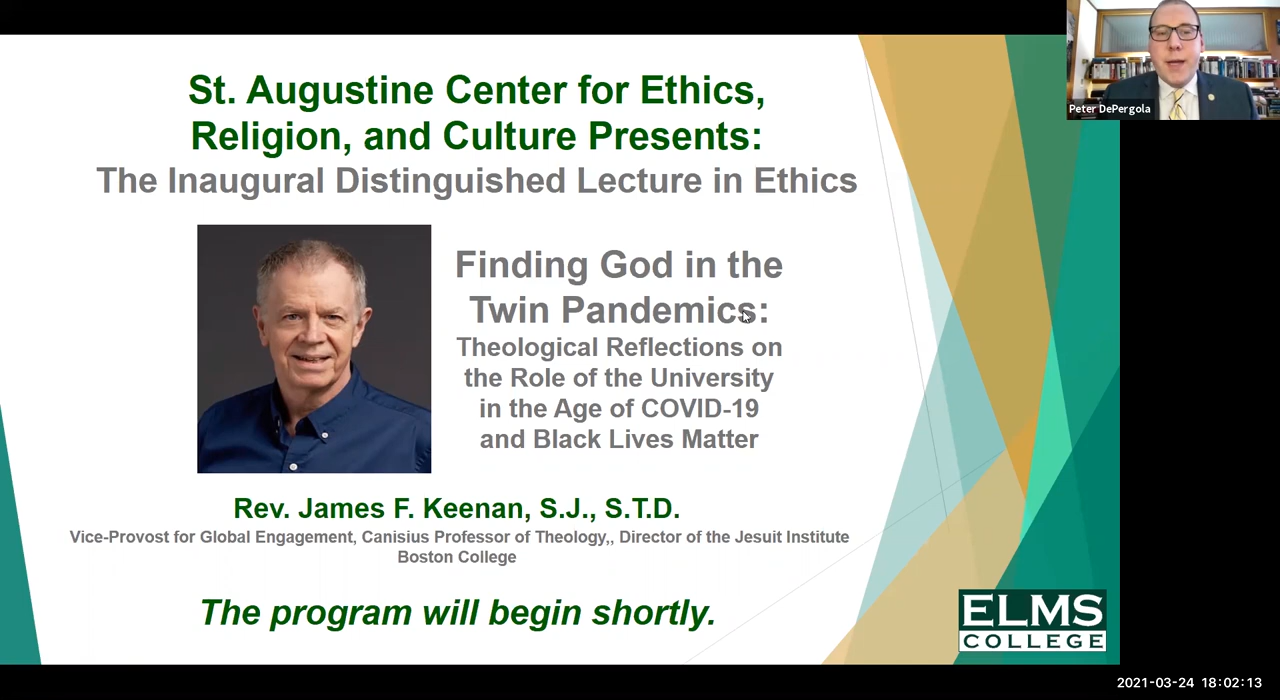 St. Augustine Center for Ethics,
Religion, and Culture Presents:
The Inaugural Distinguished Lecture in Ethics
Finding God in the
Twin Pandemics:
Theological Reflections on
the Role of the University
in the Age of COVID-19
and Black Lives Matter
Rev. James F. Keenan, S.J., S.T.D.
Vice-Provost for Global Engagement, Canisius Professor of Theology,, Director of the Jesuit Institute
Boston College
The program will begin shortly.
ELMS
COLLEGE
Peter DePergola
2021-03-24 18:02:13